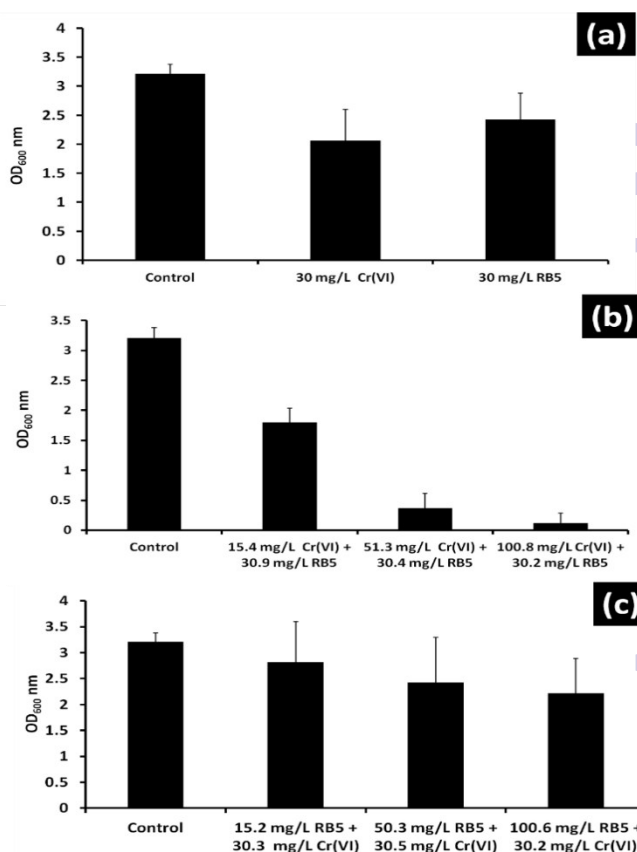 (a)
4
3.5
3
2.5
2
1.5
1
0.5
0
OD600 nm
Control 30 mg/L Cr(VI) 30 mg/L RB5
(b)
3.5
3
2.5
2
1.5
1
0.5
0
OD600 nm
Control 15.4 mg/L Cr(VI) + 51.3 mg/L Cr(VI) + 100.8 mg/L Cr(VI) +
30.9 mg/L RB5 30.4 mg/L RB5 30.2 mg/L RB5
(c)
4
3.5
3
2.5
2
1.5
1
0.5
0
OD600 nm
Control 15.2 mg/L RB5 + 50.3 mg/L RB5 + 100.6 mg/L RB5 +
30.3 mg/L Cr(VI) 30.5 mg/L Cr(VI) 30.2 mg/L Cr(VI)